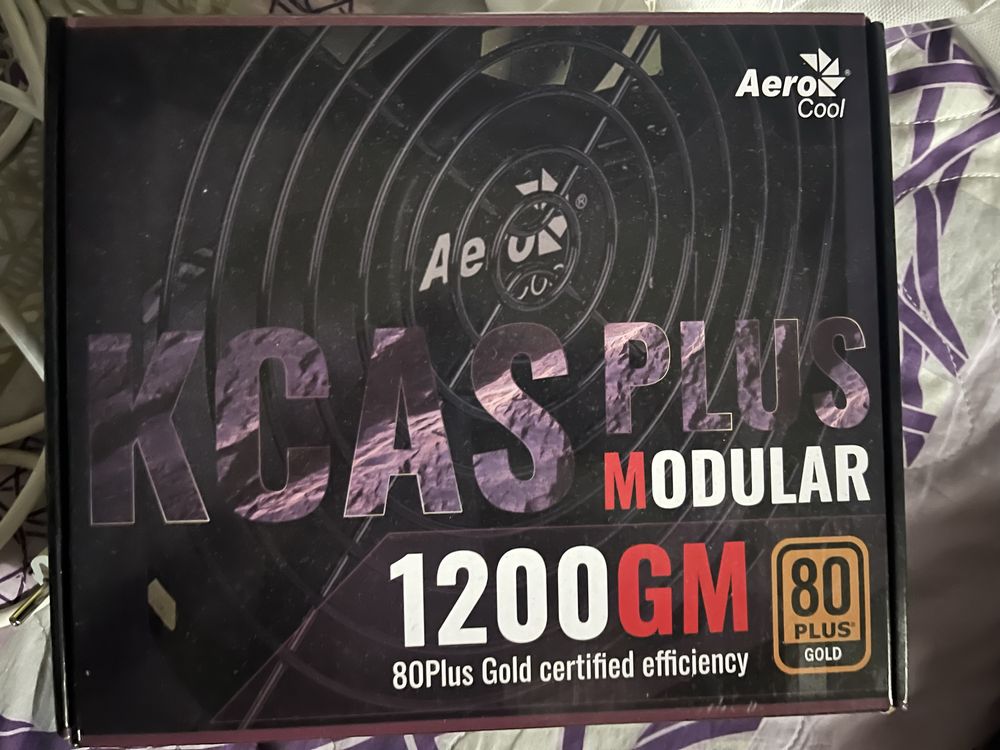 Aero
Cool
Aero
KCAS PLUS
MODULAR
1200GM
80Plus Gold certified efficiency
80
PLUS®
GOLD